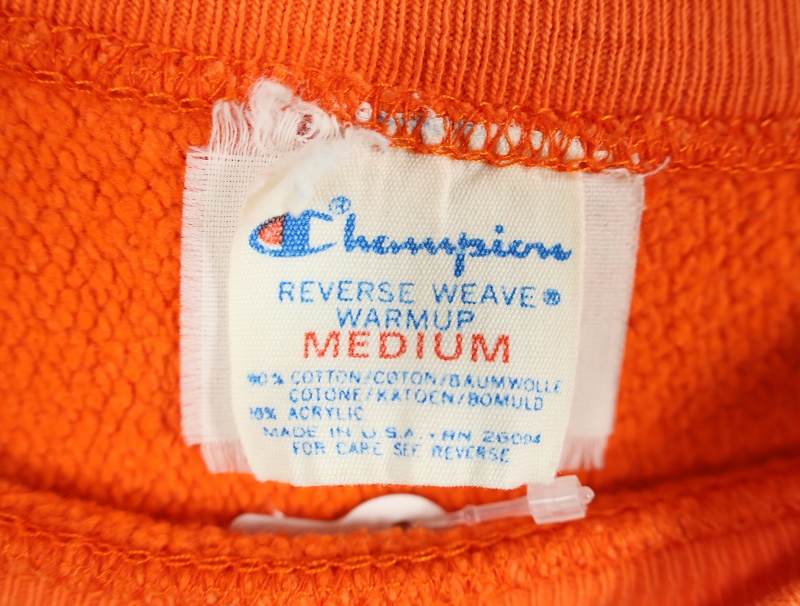 Champion®
REVERSE WEAVE®
WARMUP
MEDIUM
90% COTTON/COTON/BAUMWOLLE
COTONE/KATOEN/BOMULD
10% ACRYLIC
MADE IN U.S.A. - RN 26094
FOR CARE SEE REVERSE